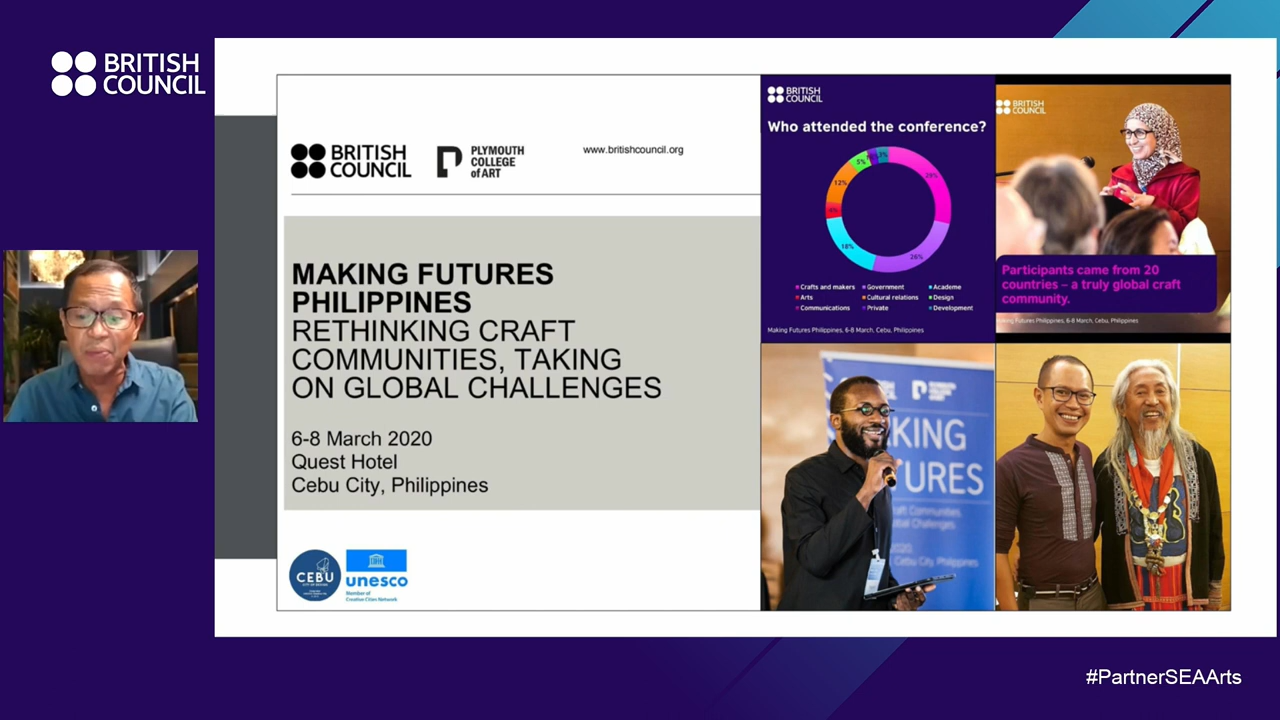 BRITISH
COUNCIL
BRITISH
COUNCIL
PLYMOUTH
COLLEGE
of ART
www.britishcouncil.org
MAKING FUTURES
PHILIPPINES
RETHINKING CRAFT
COMMUNITIES, TAKING
ON GLOBAL CHALLENGES
6-8 March 2020
Quest Hotel
Cebu City, Philippines
CEBU
unesco
Member of
Creative Cities Network
BRITISH
COUNCIL
Who attended the conference?
5%
12%
18%
26%
Crafts and makers Government Academe
Arts Cultural relations Design
Communications Private Development
Making Futures Philippines, 6-8 March, Cebu, Philippines
BRITISH
COUNCIL
Participants came from 20
countries – a truly global craft
community.
Making Futures Philippines, 6-8 March, Cebu, Philippines
KING
URES
Cebu City, Philippines
#PartnerSEAArts